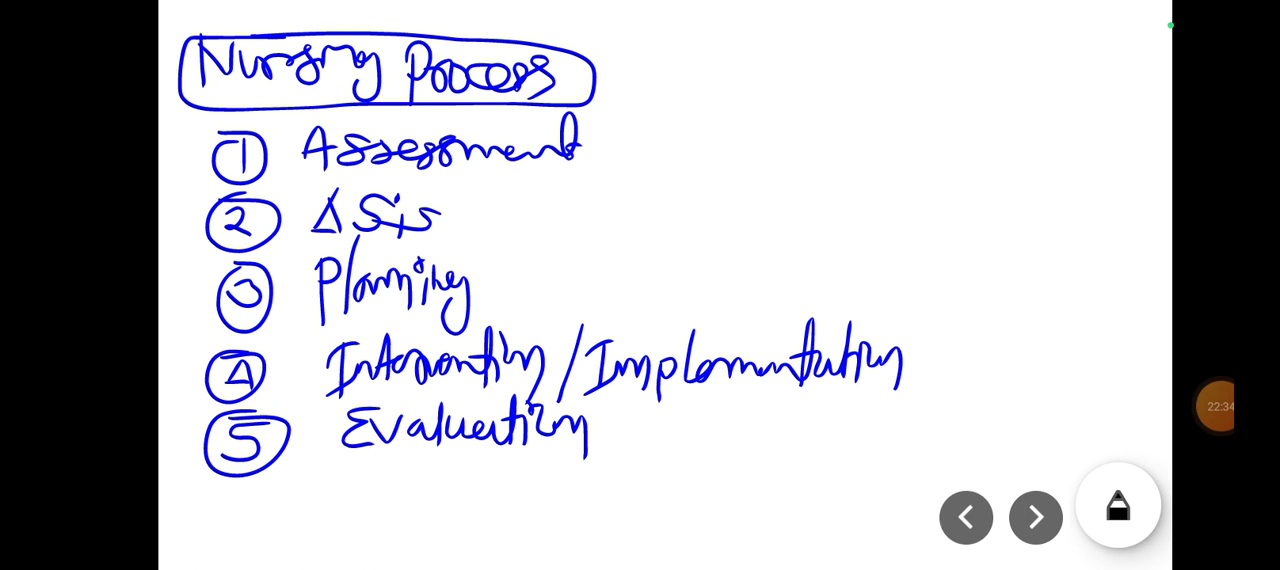 Nursing Process
1 Assessment
2 Δsis
3 Planning
4 Intervention / Implementation
5 Evaluation
22:34